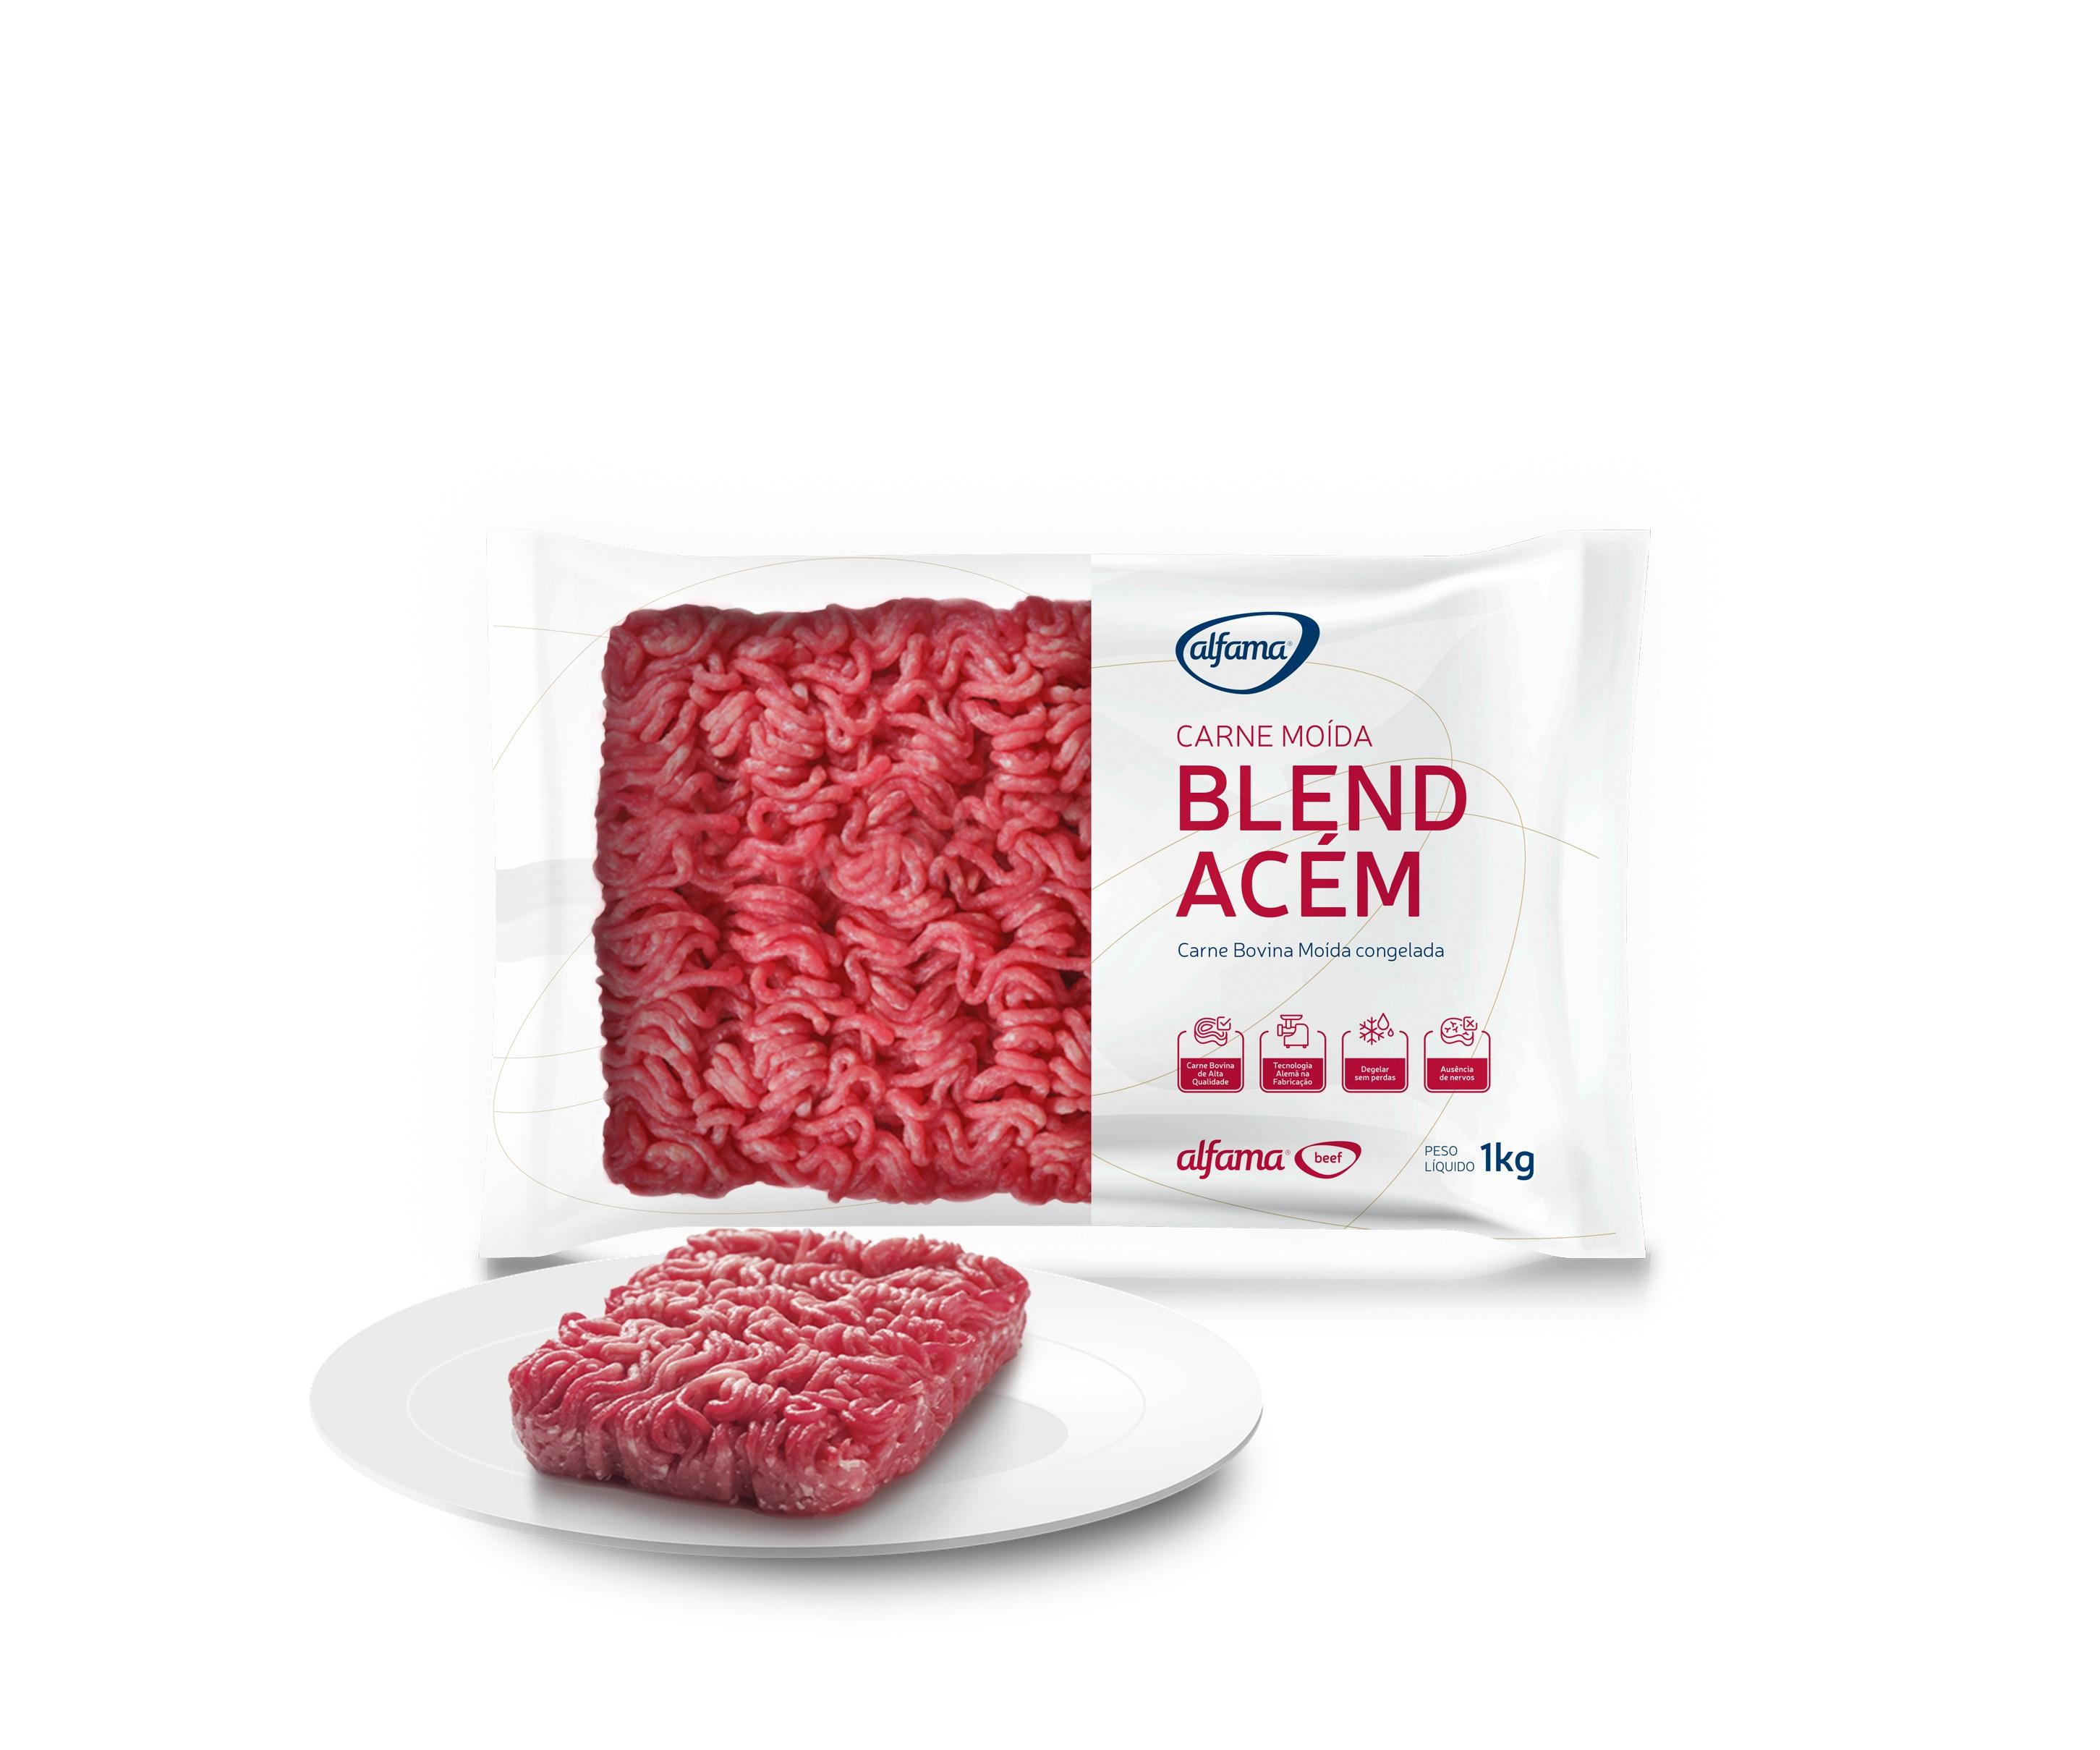 alfama®
CARNE MOÍDA
BLEND
ACÉM
Carne Bovina Moída congelada
Carne Bovina
de Alta
Qualidade
Tecnologia
Alemã na
Fabricação
Degelar
sem perdas
Ausência
de nervos
alfama® beef
PESO
LÍQUIDO 1kg